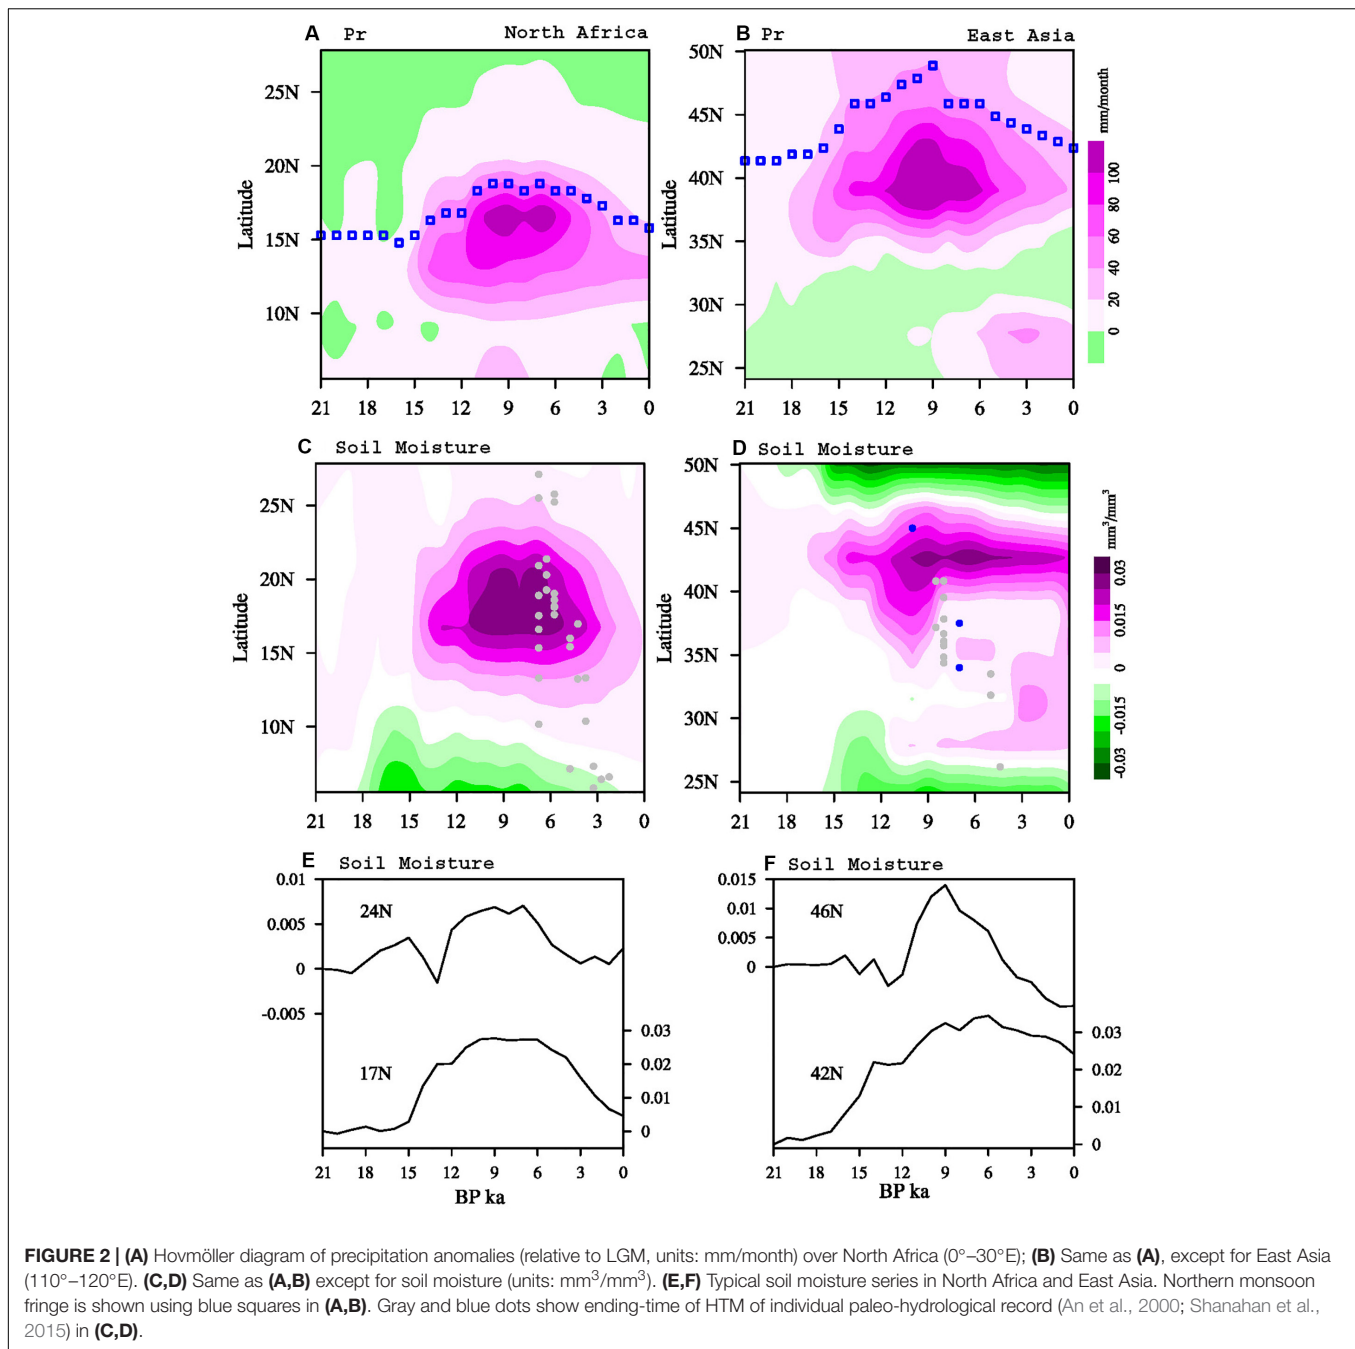 A Pr North Africa
25N
20N
15N
10N
Latitude
21 18 15 12 9 6 3 0
B Pr East Asia
50N
45N
40N
35N
30N
25N
Latitude
21 18 15 12 9 6 3 0
mm/month
100
80
60
40
20
0
C Soil Moisture
25N
20N
15N
10N
Latitude
21 18 15 12 9 6 3 0
D Soil Moisture
50N
45N
40N
35N
30N
25N
Latitude
21 18 15 12 9 6 3 0
mm³/mm³
0.03
0.015
0
-0.015
-0.03
E Soil Moisture
0.01
0.005
0
-0.005
24N
17N
0.03
0.02
0.01
0
21 18 15 12 9 6 3 0
BP ka
F Soil Moisture
0.015
0.01
0.005
0
46N
42N
0.03
0.02
0.01
0
21 18 15 12 9 6 3 0
BP ka
FIGURE 2 | (A) Hovmöller diagram of precipitation anomalies (relative to LGM, units: mm/month) over North Africa (0°–30°E); (B) Same as (A), except for East Asia
(110°–120°E). (C,D) Same as (A,B) except for soil moisture (units: mm³/mm³). (E,F) Typical soil moisture series in North Africa and East Asia. Northern monsoon
fringe is shown using blue squares in (A,B). Gray and blue dots show ending-time of HTM of individual paleo-hydrological record (An et al., 2000; Shanahan et al.,
2015) in (C,D).